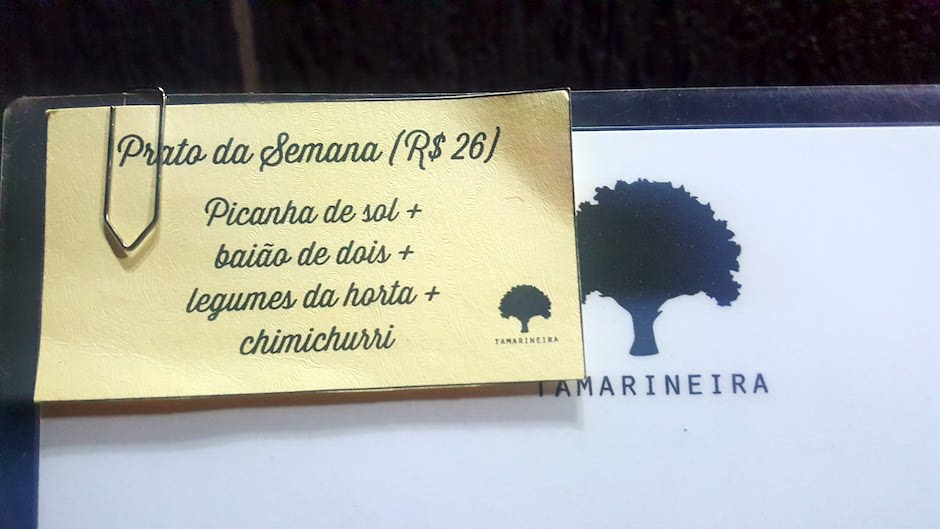 Prato da Semana (R$ 26)
Picanha de sol +
baião de dois +
legumes da horta +
chimichurri
TAMARINEIRA
TAMARINEIRA